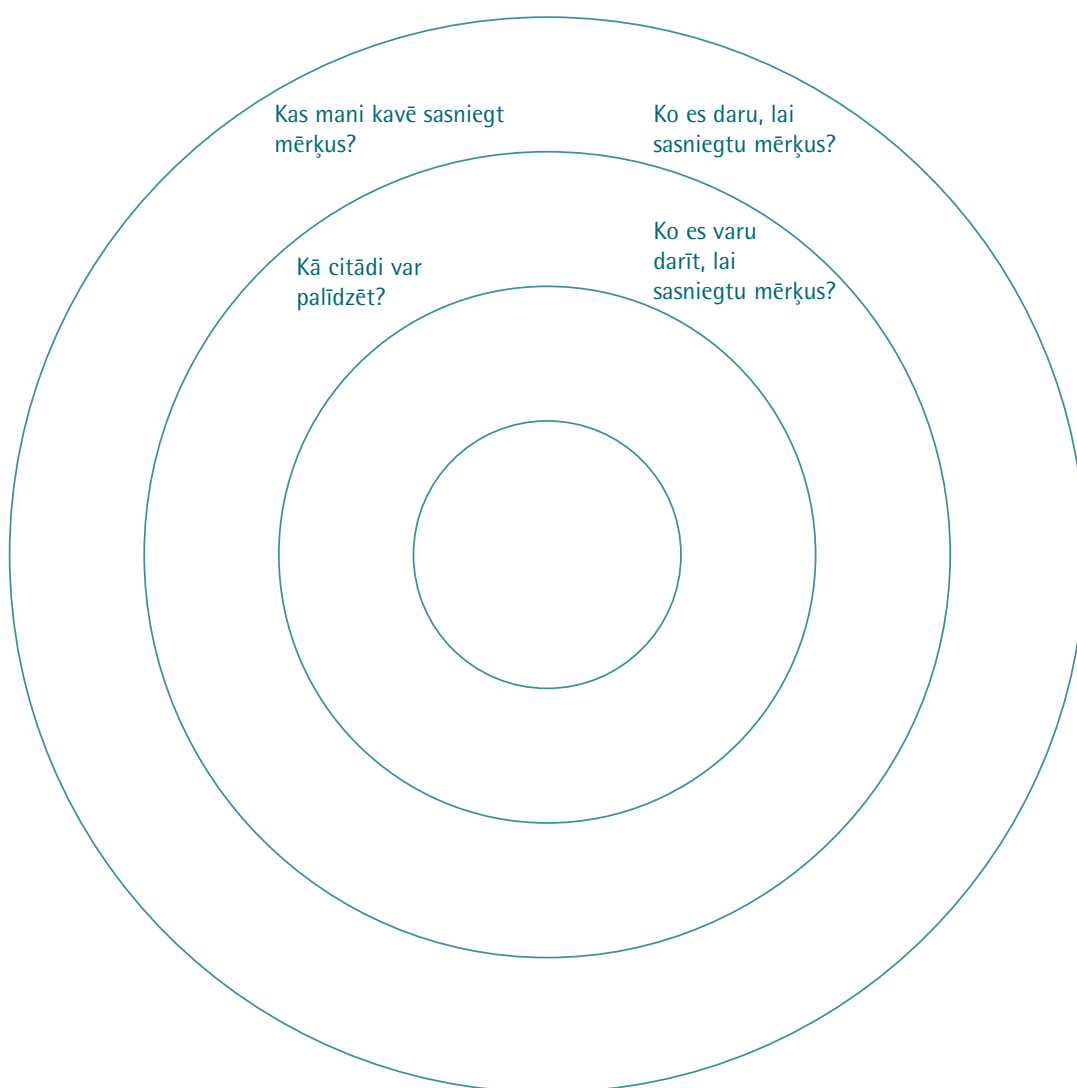 Kas mani kavē sasniegt
mērķus?
Ko es daru, lai
sasniegtu mērķus?
Kā citādi var
palīdzēt?
Ko es varu
darīt, lai
sasniegtu mērķus?